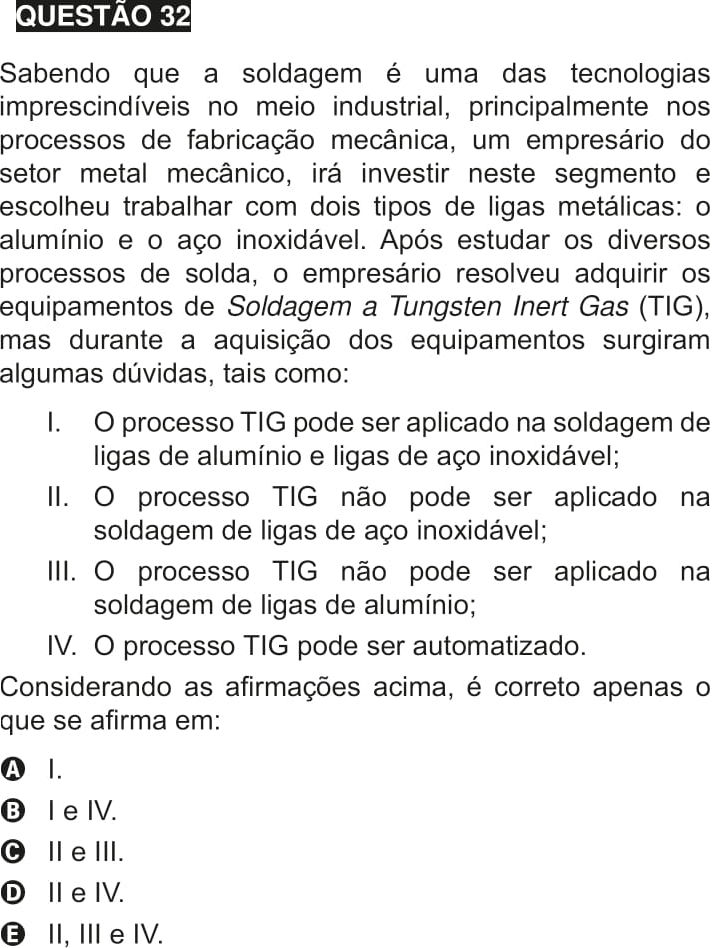 QUESTÃO 32
Sabendo que a soldagem é uma das tecnologias
imprescindíveis no meio industrial, principalmente nos
processos de fabricação mecânica, um empresário do
setor metal mecânico, irá investir neste segmento e
escolheu trabalhar com dois tipos de ligas metálicas: o
alumínio e o aço inoxidável. Após estudar os diversos
processos de solda, o empresário resolveu adquirir os
equipamentos de Soldagem a Tungsten Inert Gas (TIG),
mas durante a aquisição dos equipamentos surgiram
algumas dúvidas, tais como:
I. O processo TIG pode ser aplicado na soldagem de
ligas de alumínio e ligas de aço inoxidável;
II. O processo TIG não pode ser aplicado na
soldagem de ligas de aço inoxidável;
III. O processo TIG não pode ser aplicado na
soldagem de ligas de alumínio;
IV. O processo TIG pode ser automatizado.
Considerando as afirmações acima, é correto apenas o
que se afirma em:
A I.
B I e IV.
C II e III.
D II e IV.
E II, III e IV.